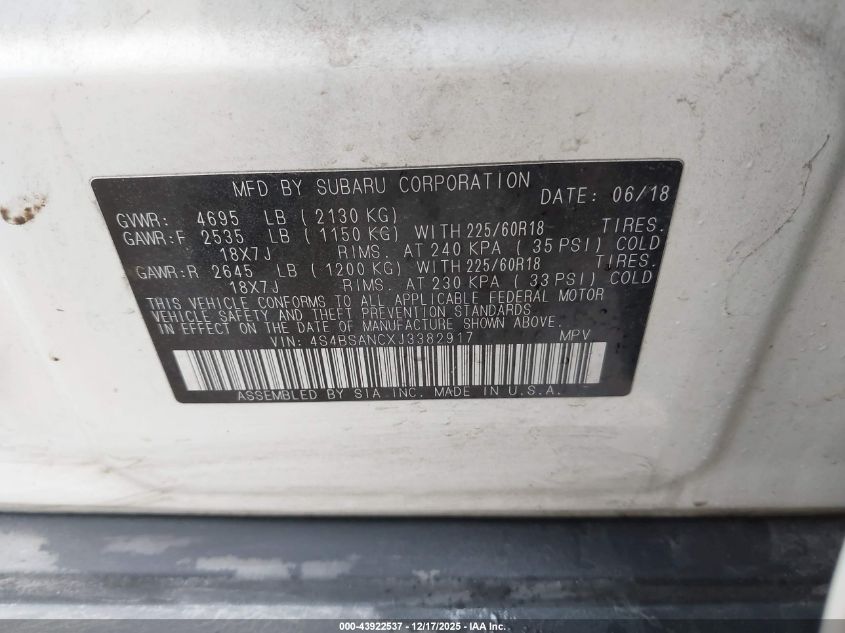 MFD BY SUBARU CORPORATION DATE: 06/18
GVWR: 4695 LB ( 2130 KG)
GAWR:F 2535 LB ( 1150 KG) WITH 225/60R18 TIRES.
18X7J RIMS. AT 240 KPA ( 35 PSI) COLD
GAWR:R 2645 LB ( 1200 KG) WITH 225/60R18 TIRES.
18X7J RIMS. AT 230 KPA ( 33 PSI) COLD
THIS VEHICLE CONFORMS TO ALL APPLICABLE FEDERAL MOTOR
VEHICLE SAFETY AND THEFT PREVENTION STANDARDS
IN EFFECT ON THE DATE OF MANUFACTURE SHOWN ABOVE.
VIN: 4S4BSANCXJ3382917 MPV
ASSEMBLED BY SIA INC. MADE IN U.S.A.
000-43922537 - 12/17/2025 - IAA Inc.